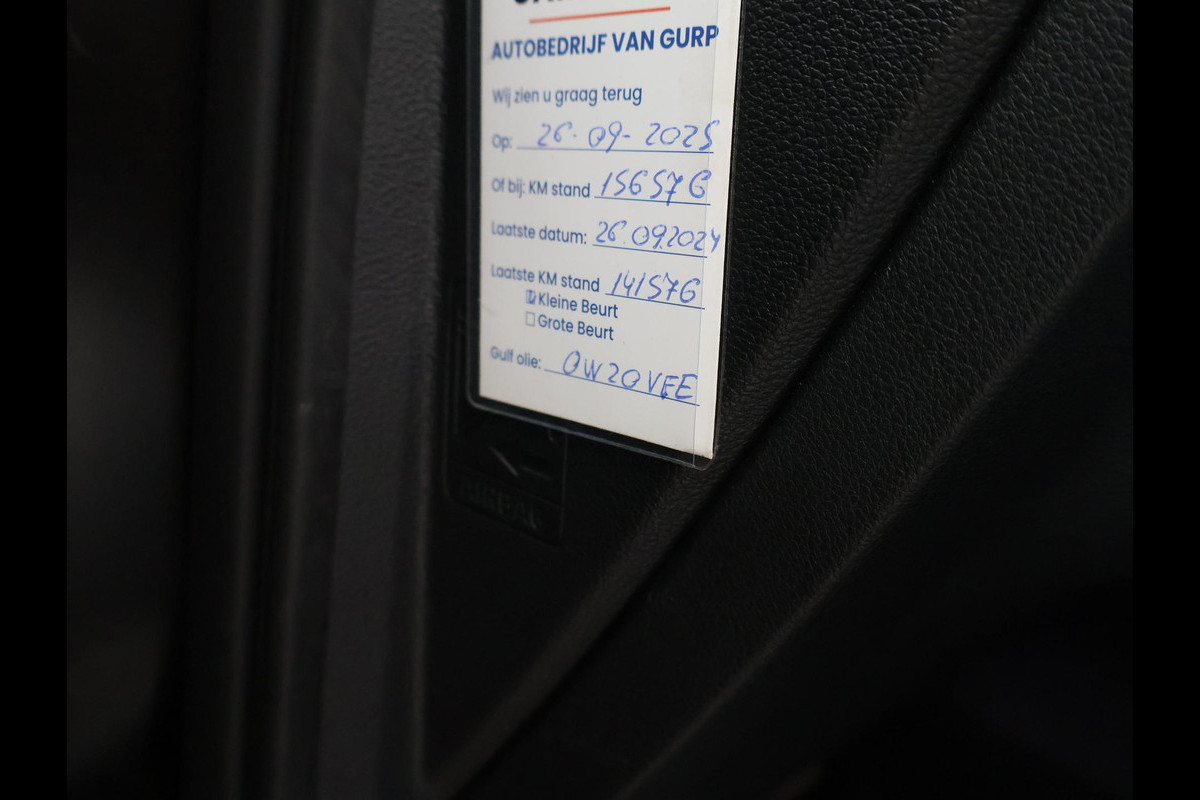 AUTOBEDRIJF VAN GURP
Wij zien u graag terug
Op: 26-09-2025
Of bij: KM stand 156576
Laatste datum: 26.09.2024
Laatste KM stand 141576
Kleine Beurt
Grote Beurt
Gulf olie: 0W20VEE